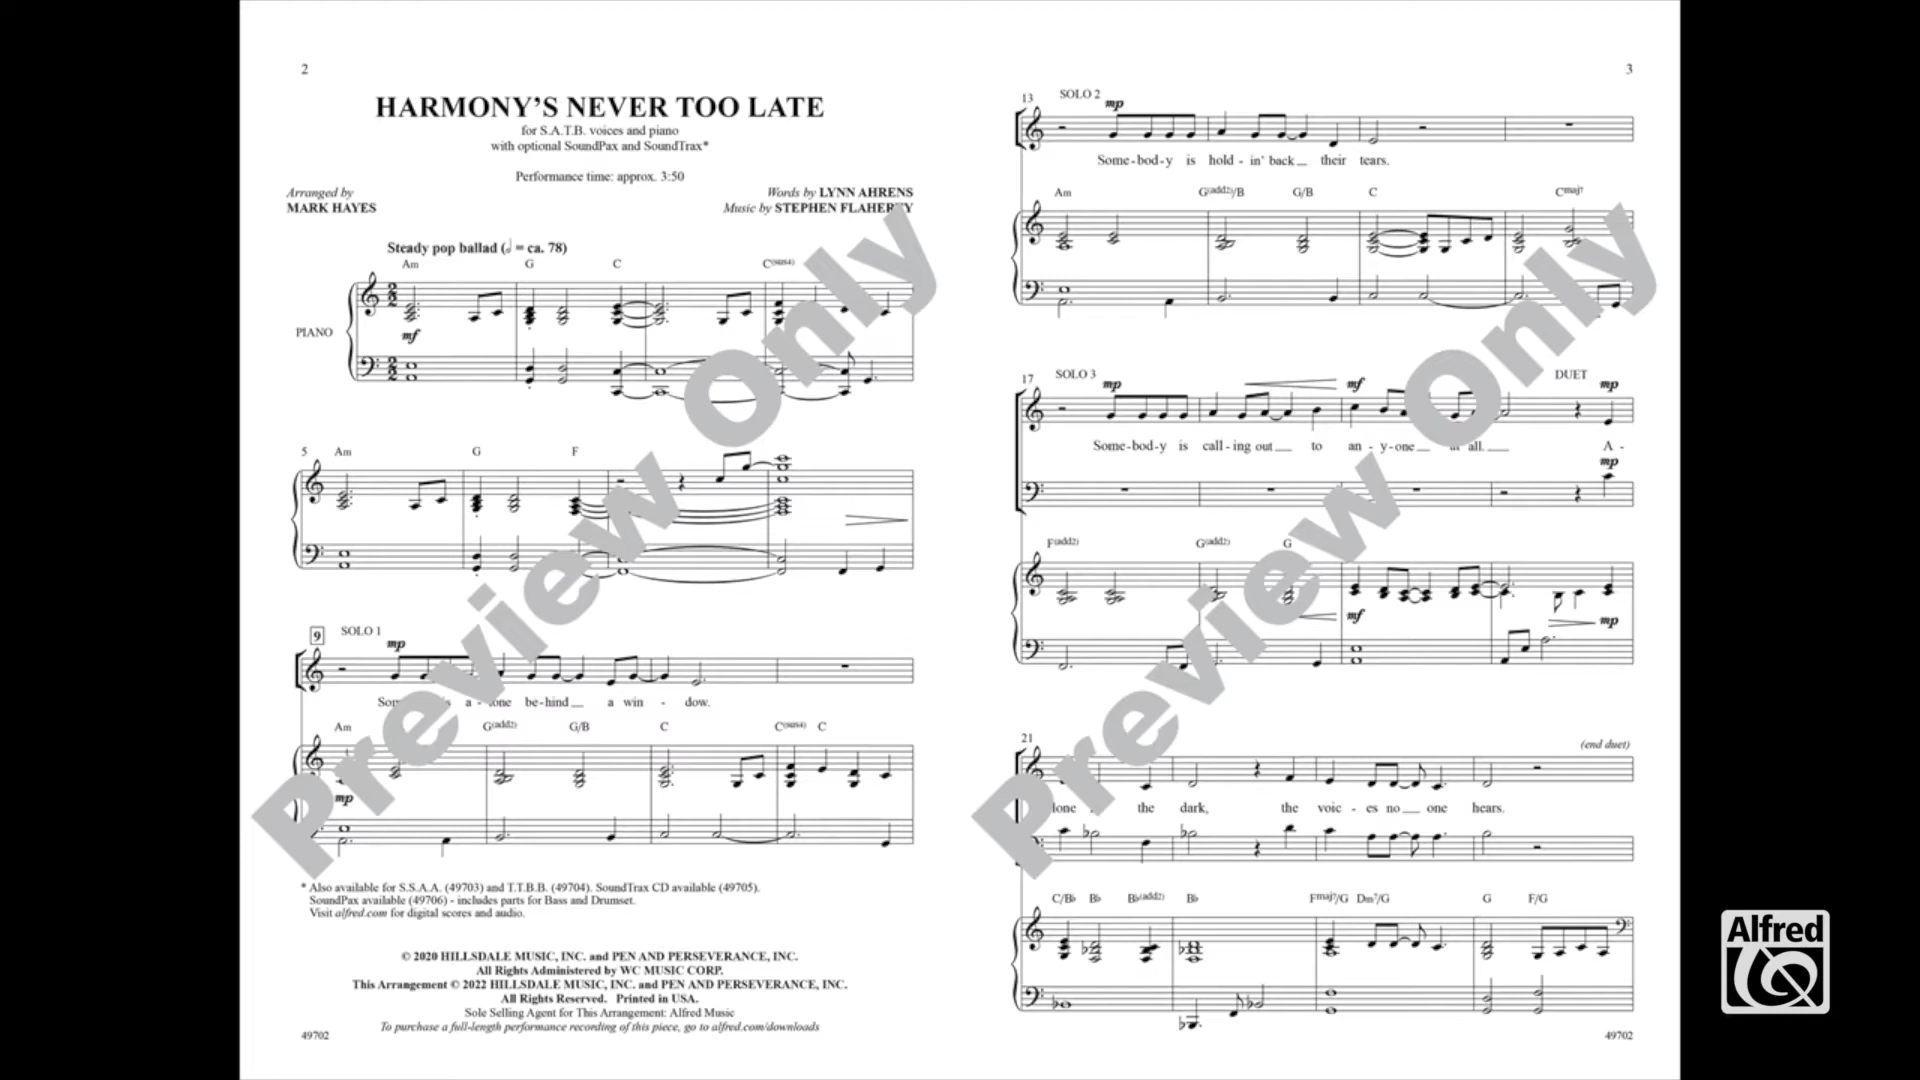 2
HARMONY'S NEVER TOO LATE
for S.A.T.B. voices and piano
with optional SoundPax and SoundTrax*
Performance time: approx. 3:50
Arranged by
MARK HAYES
Words by LYNN AHRENS
Music by STEPHEN FLAHERTY
Steady pop ballad (𝅗𝅥 = ca. 78)
Am G C C(sus4)
PIANO
mf
5 Am G F
9 SOLO 1 mp
a - lone be - hind a win - dow.
Am G(add2) G/B C C(sus4) C
mp
* Also available for S.S.A.A. (49703) and T.T.B.B. (49704). SoundTrax CD available (49705).
SoundPax available (49706) - includes parts for Bass and Drumset.
Visit alfred.com for digital scores and audio.
© 2020 HILLSDALE MUSIC, INC. and PEN AND PERSEVERANCE, INC.
All Rights Administered by WC MUSIC CORP.
This Arrangement © 2022 HILLSDALE MUSIC, INC. and PEN AND PERSEVERANCE, INC.
All Rights Reserved. Printed in USA.
Sole Selling Agent for This Arrangement: Alfred Music
To purchase a full-length performance recording of this piece, go to alfred.com/downloads
49702
Preview Only
3
13 SOLO 2 mp
Some - bod - y is hold - in' back their tears.
Am G(add2)/B G/B C Cmaj7
17 SOLO 3 mp mf DUET mp
Some - bod - y is call - ing out to an - y - one all. A -
mp
F(add2) G(add2) G
mf mp
21 (end duet)
lone the dark, the voic - es no one hears.
C/B♭ B♭ B♭(add2) B♭ Fmaj7/G Dm7/G G F/G
49702
Preview Only
Alfred